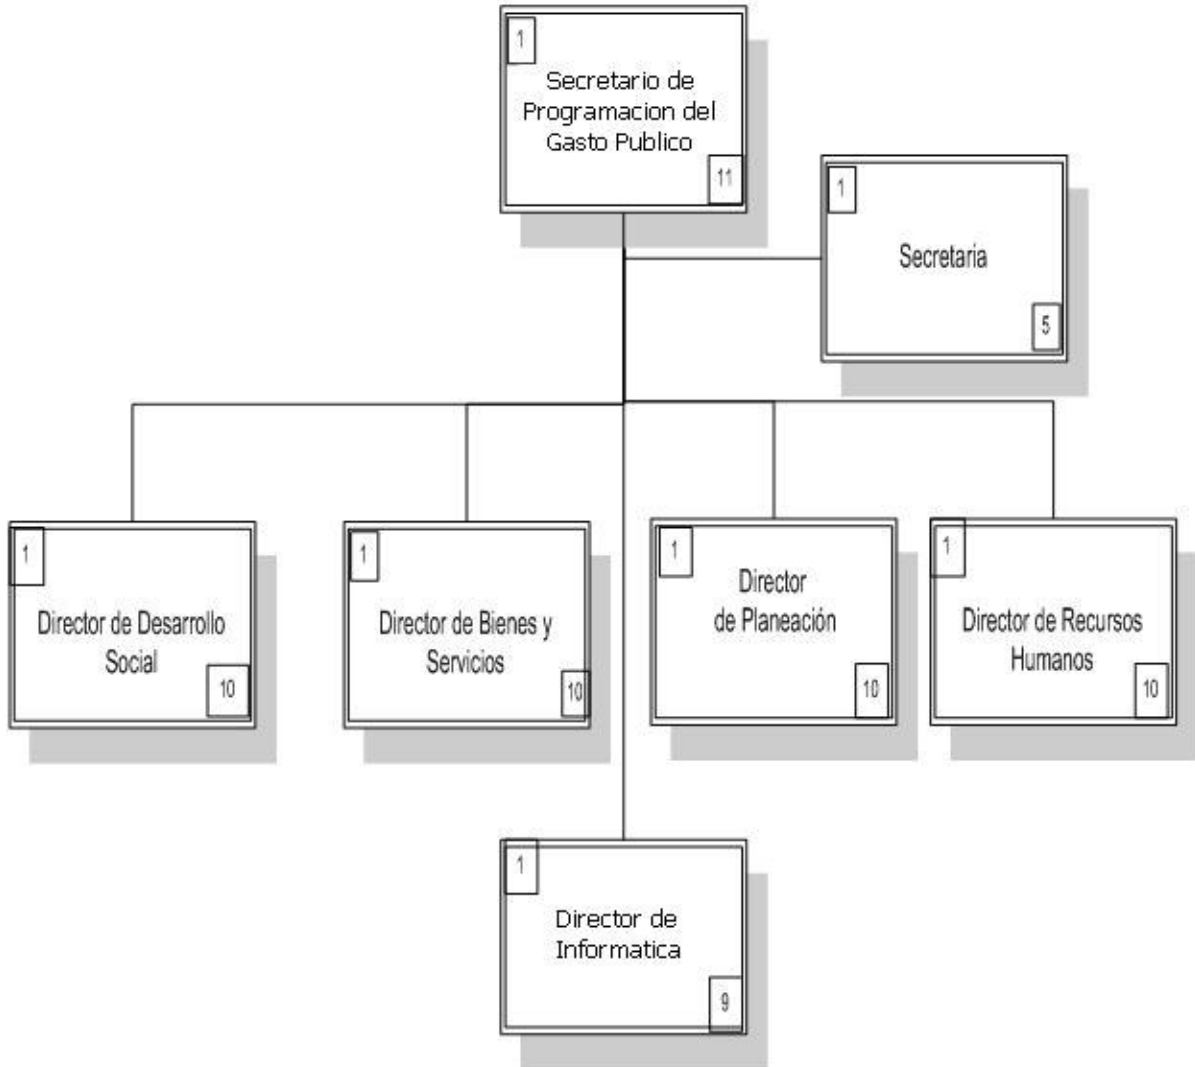 1
Secretario de
Programacion del
Gasto Publico
11
1
Secretaria
5
1
Director de Desarrollo
Social
10
1
Director de Bienes y
Servicios
10
1
Director
de Planeación
10
1
Director de Recursos
Humanos
10
1
Director de
Informatica
9